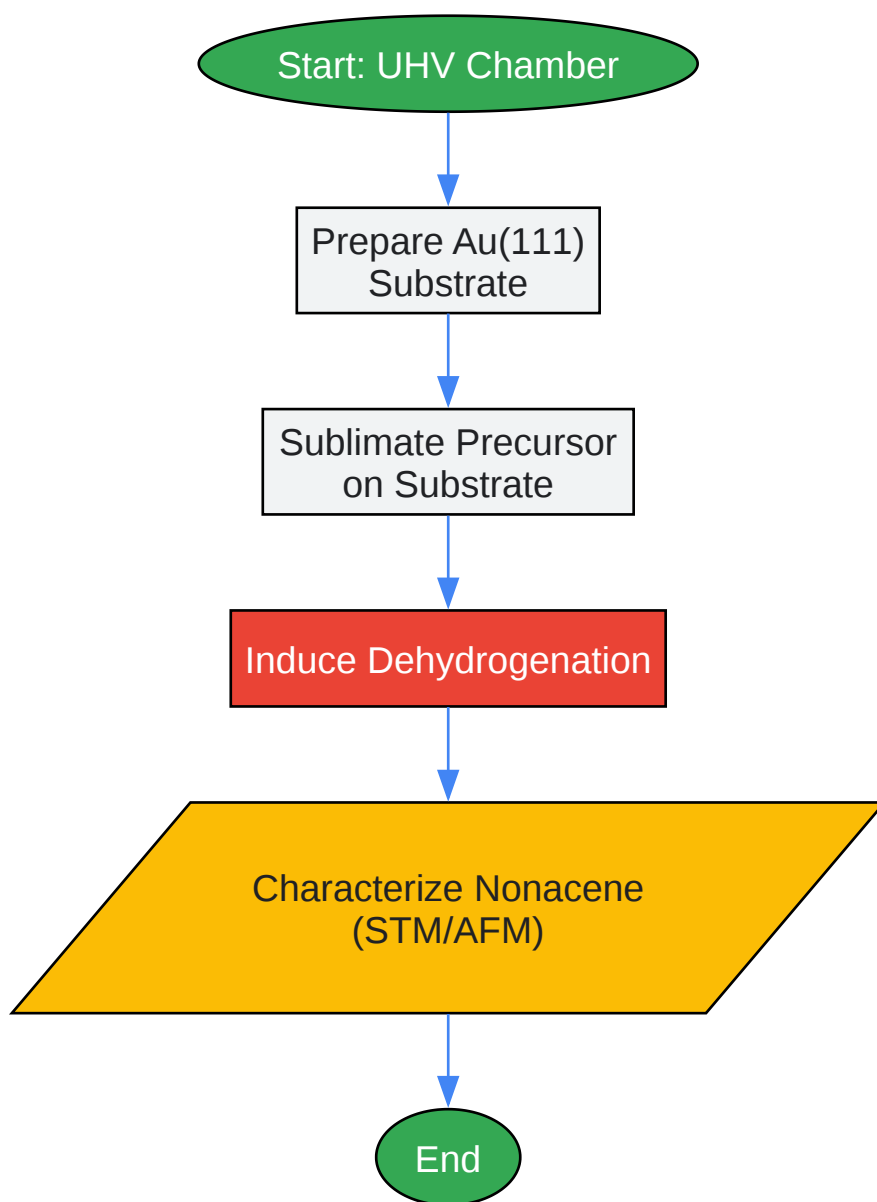 Start: UHV Chamber
Prepare Au(111)
Substrate
Sublimate Precursor
on Substrate
Induce Dehydrogenation
Characterize Nonacene
(STM/AFM)
End